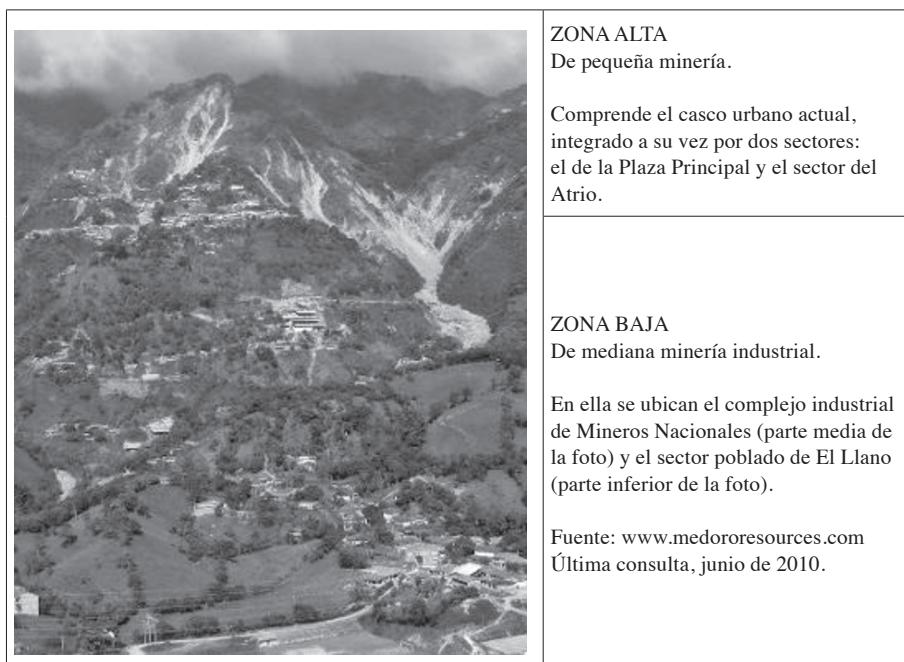 ZONA ALTA
De pequeña minería.
Comprende el casco urbano actual,
integrado a su vez por dos sectores:
el de la Plaza Principal y el sector del
Atrio.
ZONA BAJA
De mediana minería industrial.
En ella se ubican el complejo industrial
de Mineros Nacionales (parte media de
la foto) y el sector poblado de El Llano
(parte inferior de la foto).
Fuente: www.medororesources.com
Última consulta, junio de 2010.